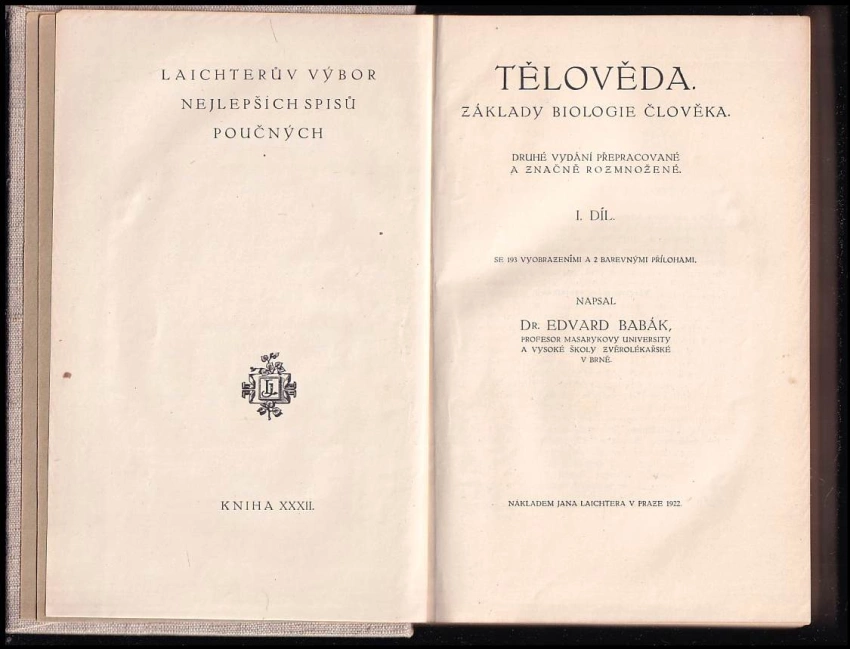 LAICHTERŮV VÝBOR
NEJLEPŠÍCH SPISŮ
POUČNÝCH
JL
KNIHA XXXII.
TĚLOVĚDA.
ZÁKLADY BIOLOGIE ČLOVĚKA.
DRUHÉ VYDÁNÍ PŘEPRACOVANÉ
A ZNAČNĚ ROZMNOŽENÉ.
I. DÍL.
SE 193 VYOBRAZENÍMI A 2 BAREVNÝMI PŘÍLOHAMI.
NAPSAL
DR. EDVARD BABÁK,
PROFESOR MASARYKOVY UNIVERSITY
A VYSOKÉ ŠKOLY ZVĚROLÉKAŘSKÉ
V BRNĚ.
NÁKLADEM JANA LAICHTERA V PRAZE 1922.